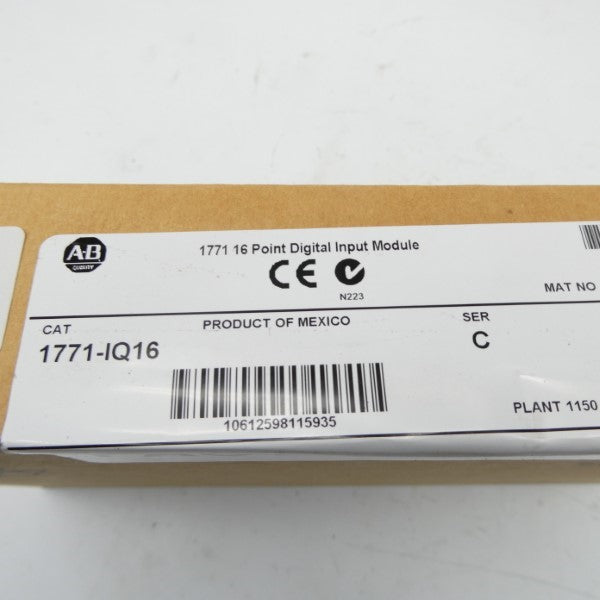 A-B
QUALITY
1771 16 Point Digital Input Module
CE
N223
MAT NO
CAT
PRODUCT OF MEXICO
SER
1771-IQ16
C
10612598115935
PLANT 1150